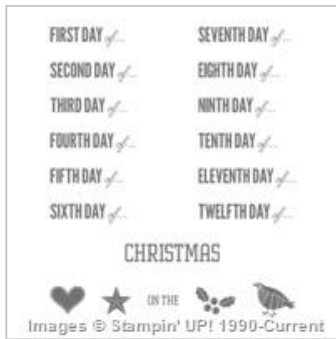 FIRST DAY of...
SECOND DAY of...
THIRD DAY of...
FOURTH DAY of...
FIFTH DAY of...
SIXTH DAY of...
SEVENTH DAY of...
EIGHTH DAY of...
NINTH DAY of...
TENTH DAY of...
ELEVENTH DAY of...
TWELFTH DAY of...
CHRISTMAS
ON THE
Images © Stampin' UP! 1990-Current